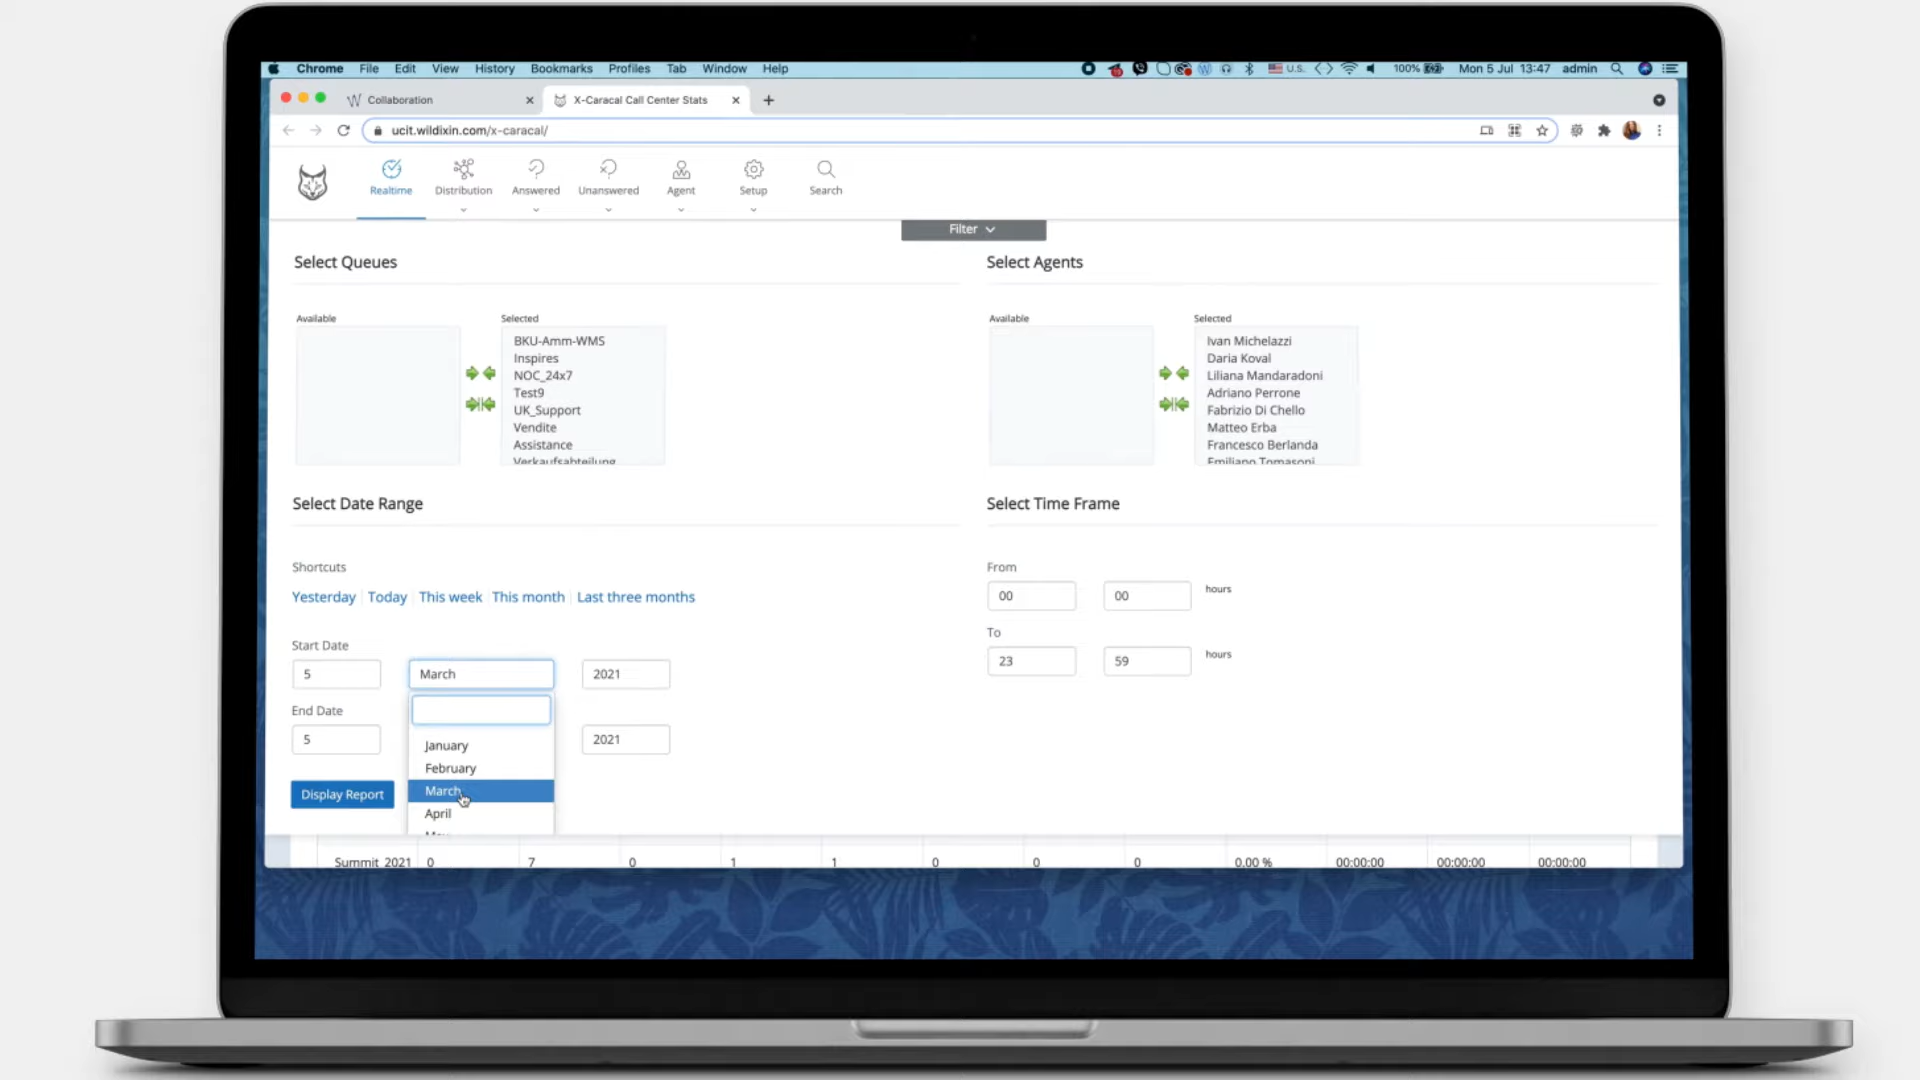 Chrome File Edit View History Bookmarks Profiles Tab Window Help U.S. 100% Mon 5 Jul 13:47 admin
Collaboration X-Caracal Call Center Stats
ucit.wildixin.com/x-caracal/
Realtime Distribution Answered Unanswered Agent Setup Search
Filter
Select Queues Select Agents
Available Selected Available Selected
BKU-Amm-WMS Ivan Michelazzi
Inspires Daria Koval
NOC_24x7 Liliana Mandaradoni
Test9 Adriano Perrone
UK_Support Fabrizio Di Chello
Vendite Matteo Erba
Assistance Francesco Berlanda
Verkaufsabteilung Emiliano Tomasoni
Select Date Range Select Time Frame
Shortcuts From
Yesterday Today This week This month Last three months 00 00 hours
Start Date To
5 March 2021 23 59 hours
End Date
5 2021
January
February
March
Display Report
April
May
Summit_2021 0 7 0 1 1 0 0 0 0.00 % 00:00:00 00:00:00 00:00:00